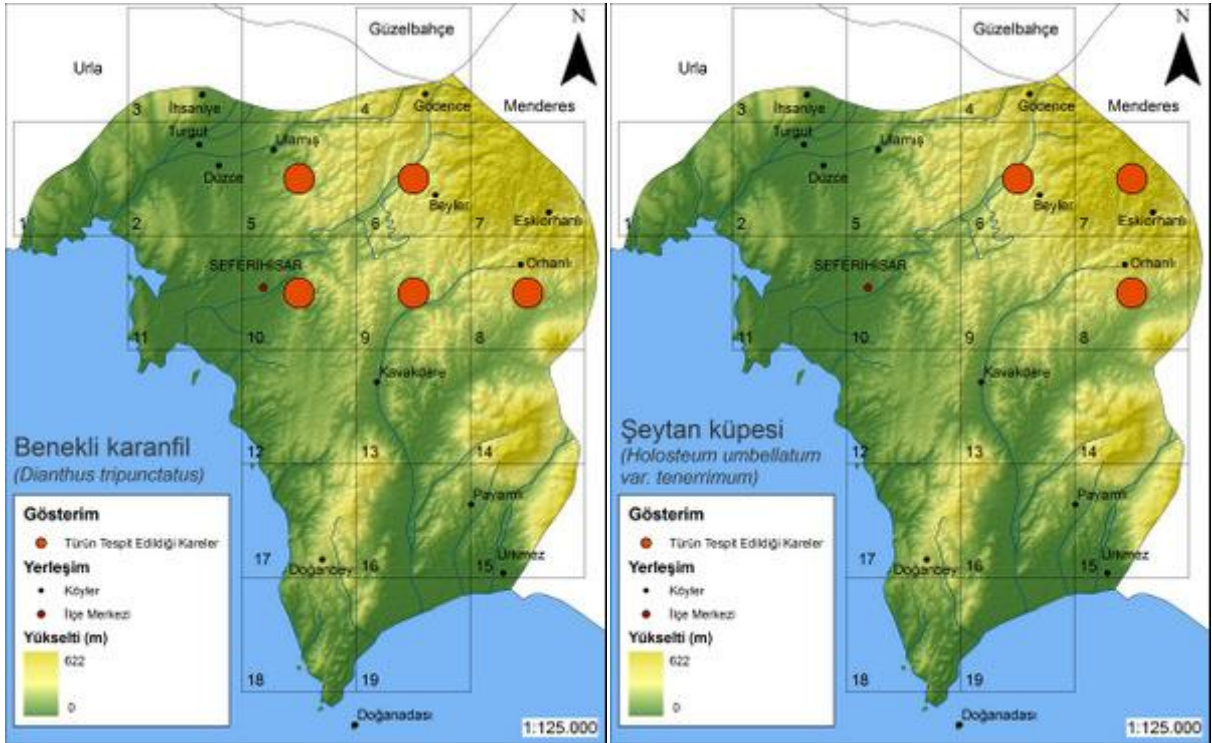 Güzelbahçe
N
Urla
3
İhsaniye
4
Göcence
Menderes
Turgut
Ulamış
Düzce
Beyler
1
2
5
6
7
Eskiorhanlı
SEFERİHİSAR
Orhanlı
11
10
9
8
Kavakdere
Benekli karanfil
(Dianthus tripunctatus)
12
13
14
Payamlı
Gösterim
Türün Tespit Edildiği Kareler
Yerleşim
Köyler
İlçe Merkezi
Yükselti (m)
622
0
17
Doğanbey
16
15
Ürkmez
18
19
Doğanadası
1:125.000
Güzelbahçe
N
Urla
3
İhsaniye
4
Göcence
Menderes
Turgut
Ulamış
Düzce
Beyler
1
2
5
6
7
Eskiorhanlı
SEFERİHİSAR
Orhanlı
11
10
9
8
Kavakdere
Şeytan küpesi
(Holosteum umbellatum
var. tenerrimum)
12
13
14
Payamlı
Gösterim
Türün Tespit Edildiği Kareler
Yerleşim
Köyler
İlçe Merkezi
Yükselti (m)
622
0
17
Doğanbey
16
15
Ürkmez
18
19
Doğanadası
1:125.000